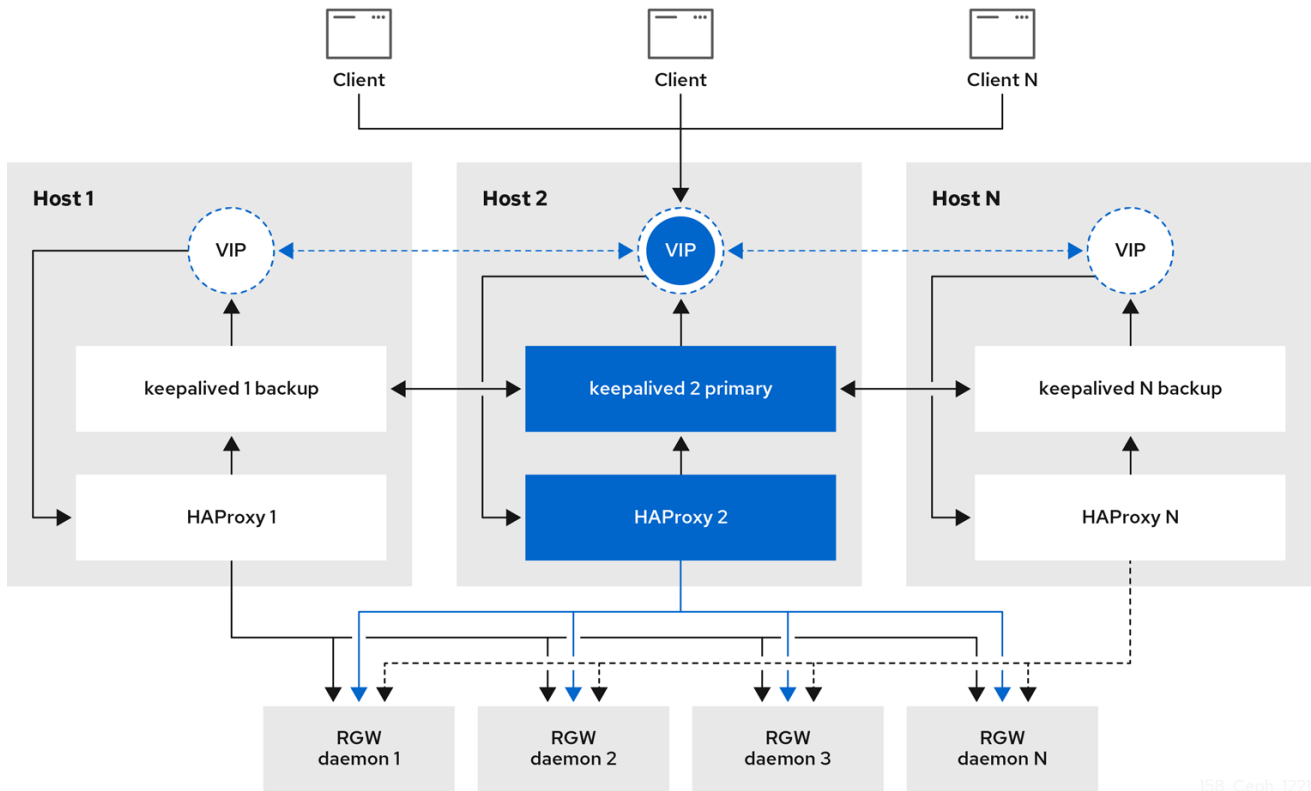 Client
Client
Client N
Host 1
Host 2
Host N
VIP
VIP
VIP
keepalived 1 backup
keepalived 2 primary
keepalived N backup
HAProxy 1
HAProxy 2
HAProxy N
RGW
daemon 1
RGW
daemon 2
RGW
daemon 3
RGW
daemon N
158_Ceph_1221